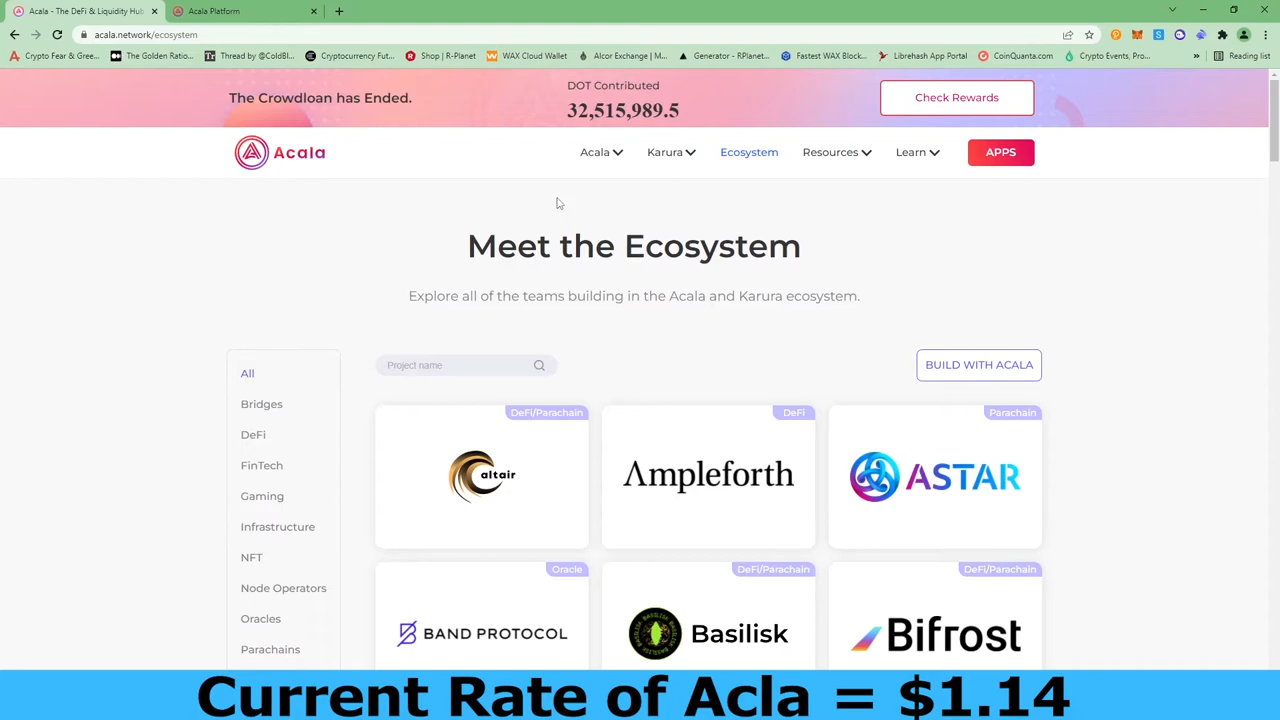 Acala - The DeFi & Liquidity Hub
Acala Platform
acala.network/ecosystem
Crypto Fear & Gree...
The Golden Ratio...
Thread by @ColdBl...
Cryptocurrency Fut...
Shop | R-Planet
WAX Cloud Wallet
Alcor Exchange | M...
Generator - RPlanet...
Fastest WAX Block...
Librehash App Portal
CoinQuanta.com
Crypto Events, Pro...
»
Reading list
The Crowdloan has Ended.
DOT Contributed
32,515,989.5
Check Rewards
Acala
Acala
Karura
Ecosystem
Resources
Learn
APPS
Meet the Ecosystem
Explore all of the teams building in the Acala and Karura ecosystem.
All
Bridges
DeFi
FinTech
Gaming
Infrastructure
NFT
Node Operators
Oracles
Parachains
Project name
BUILD WITH ACALA
DeFi/Parachain
altair
DeFi
Ampleforth
Parachain
ASTAR
Oracle
BAND PROTOCOL
DeFi/Parachain
Basilisk
DeFi/Parachain
Bifrost
Current Rate of Acla = $1.14